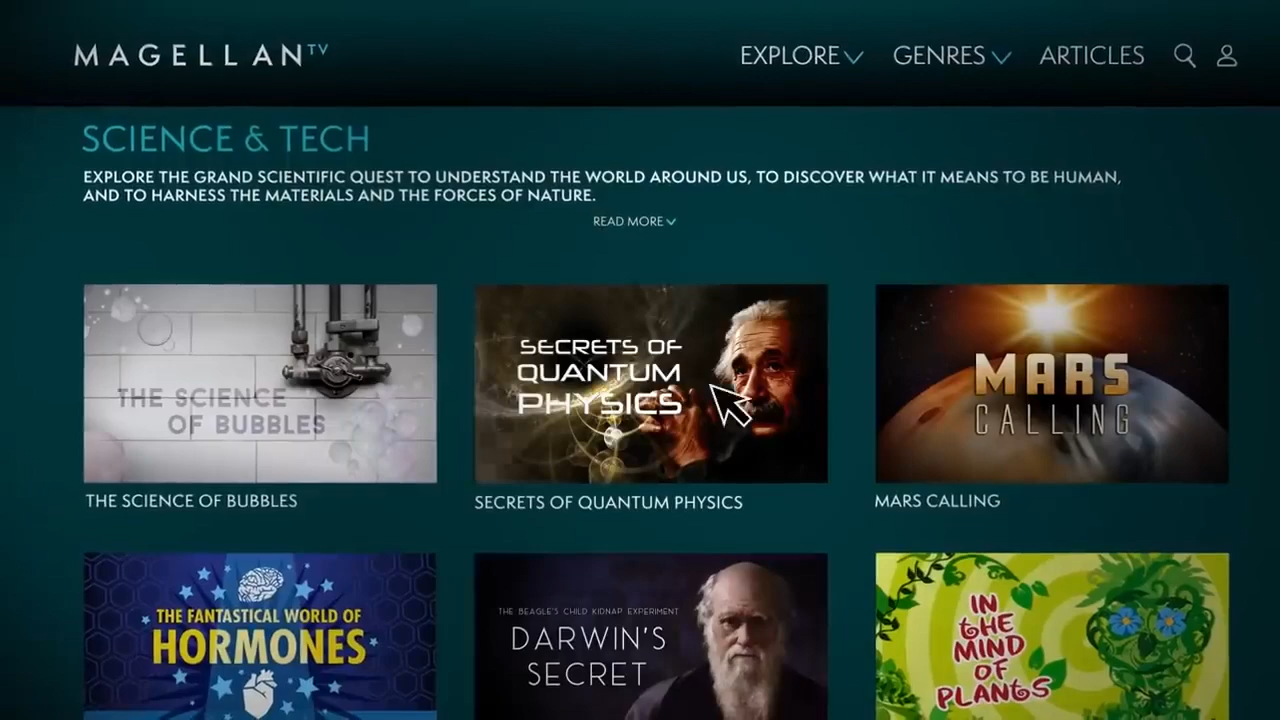 MAGELLAN TV
EXPLORE GENRES ARTICLES
SCIENCE & TECH
EXPLORE THE GRAND SCIENTIFIC QUEST TO UNDERSTAND THE WORLD AROUND US, TO DISCOVER WHAT IT MEANS TO BE HUMAN,
AND TO HARNESS THE MATERIALS AND THE FORCES OF NATURE.
READ MORE
THE SCIENCE
OF BUBBLES
SECRETS OF
QUANTUM
PHYSICS
MARS
CALLING
THE SCIENCE OF BUBBLES
SECRETS OF QUANTUM PHYSICS
MARS CALLING
THE FANTASTICAL WORLD OF
HORMONES
THE BEAGLE'S CHILD KIDNAP EXPERIMENT
DARWIN'S
SECRET
IN
THE
MIND
OF
PLANTS